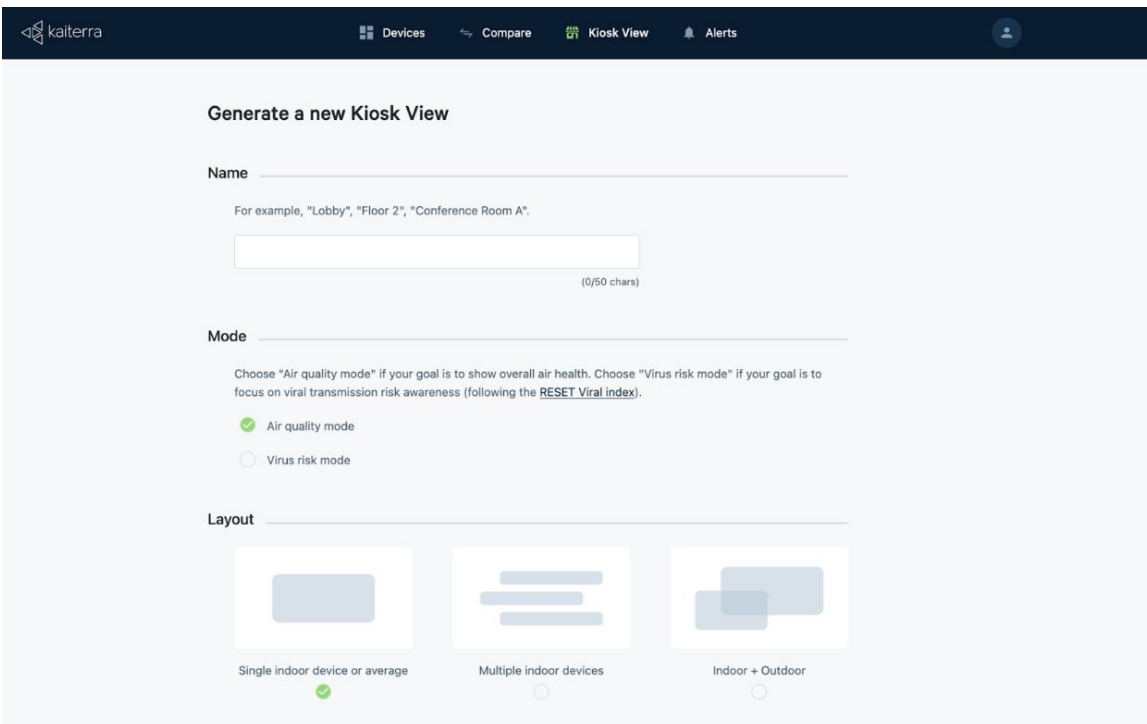 kaiterra
Devices
Compare
Kiosk View
Alerts
Generate a new Kiosk View
Name
For example, "Lobby", "Floor 2", "Conference Room A".
(0/50 chars)
Mode
Choose "Air quality mode" if your goal is to show overall air health. Choose "Virus risk mode" if your goal is to
focus on viral transmission risk awareness (following the RESET Viral index).
Air quality mode
Virus risk mode
Layout
Single indoor device or average
Multiple indoor devices
Indoor + Outdoor